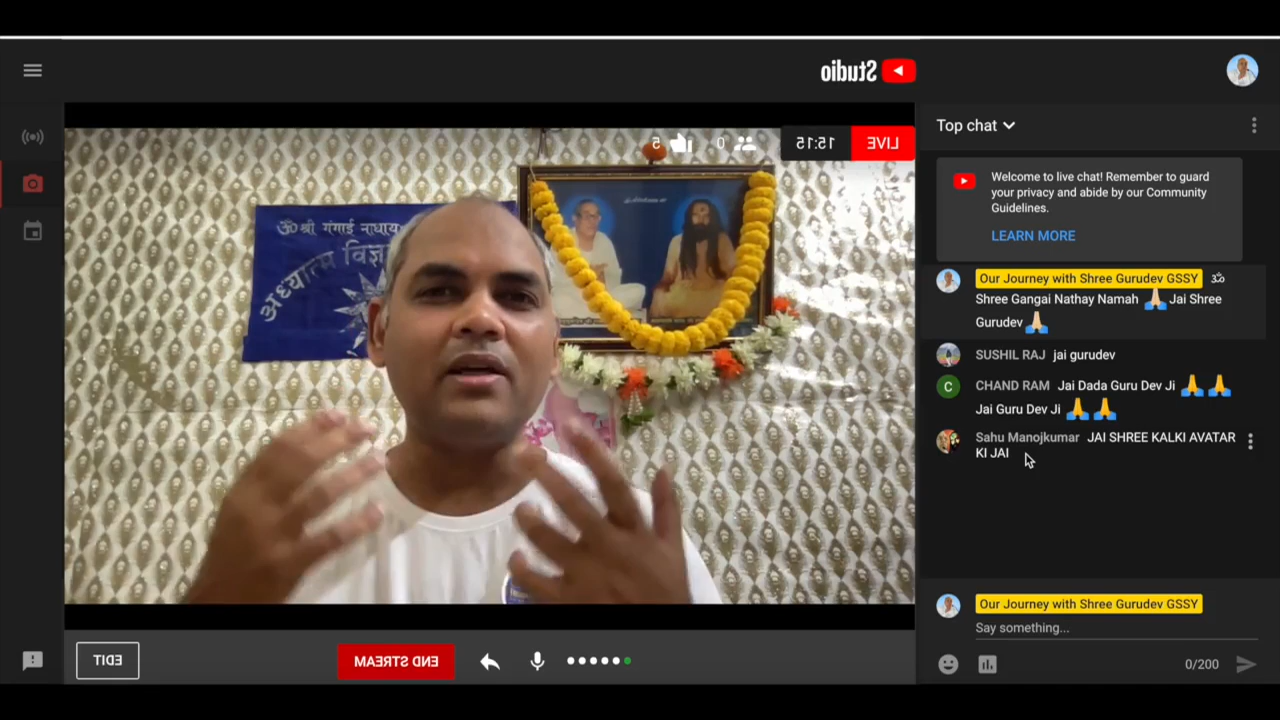 Studio
Top chat
LIVE
15:15
0
5
Welcome to live chat! Remember to guard
your privacy and abide by our Community
Guidelines.
LEARN MORE
ॐ श्री गंगाई नाथाय
अध्यात्म विज्ञ
Our Journey with Shree Gurudev GSSY ॐ
Shree Gangai Nathay Namah 🙏🏻 Jai Shree
Gurudev 🙏🏻
SUSHIL RAJ jai gurudev
C
CHAND RAM Jai Dada Guru Dev Ji 🙏 🙏
Jai Guru Dev Ji 🙏 🙏
Sahu Manojkumar JAI SHREE KALKI AVATAR
KI JAI
Our Journey with Shree Gurudev GSSY
Say something...
0/200
EDIT
END STREAM